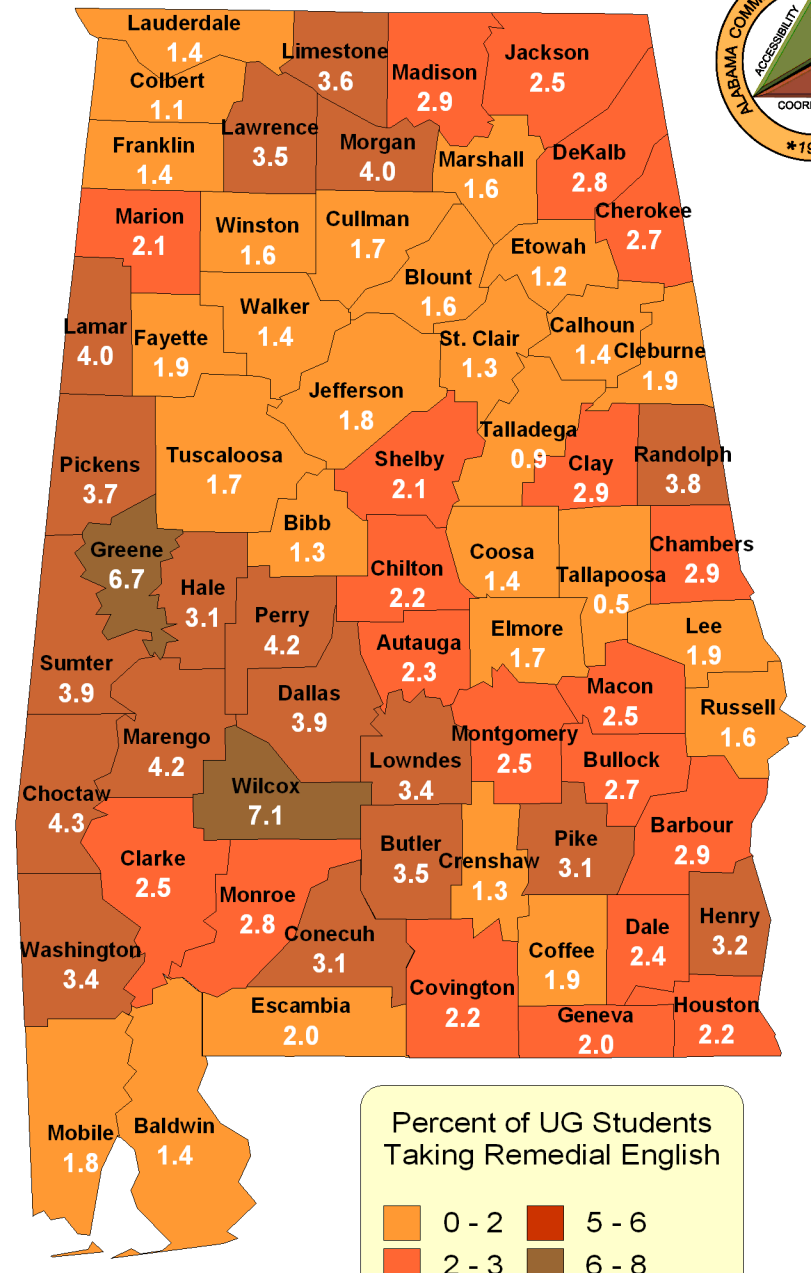 Lauderdale
1.4
Limestone
3.6
Madison
2.9
Jackson
2.5
Colbert
1.1
Lawrence
3.5
Morgan
4.0
Franklin
1.4
Marshall
1.6
DeKalb
2.8
Cherokee
2.7
Marion
2.1
Winston
1.6
Cullman
1.7
Etowah
1.2
Blount
1.6
Lamar
4.0
Fayette
1.9
Walker
1.4
St. Clair
1.3
Calhoun
1.4
Cleburne
1.9
Jefferson
1.8
Talladega
0.9
Pickens
3.7
Tuscaloosa
1.7
Shelby
2.1
Clay
2.9
Randolph
3.8
Greene
6.7
Bibb
1.3
Hale
3.1
Chilton
2.2
Coosa
1.4
Tallapoosa
0.5
Chambers
2.9
Perry
4.2
Autauga
2.3
Elmore
1.7
Lee
1.9
Sumter
3.9
Dallas
3.9
Macon
2.5
Russell
1.6
Marengo
4.2
Lowndes
3.4
Montgomery
2.5
Bullock
2.7
Choctaw
4.3
Wilcox
7.1
Clarke
2.5
Butler
3.5
Crenshaw
1.3
Pike
3.1
Barbour
2.9
Monroe
2.8
Conecuh
3.1
Washington
3.4
Coffee
1.9
Dale
2.4
Henry
3.2
Covington
2.2
Escambia
2.0
Geneva
2.0
Houston
2.2
Mobile
1.8
Baldwin
1.4
ALABAMA COMM
ACCESSIBILITY
COOR
*19
Percent of UG Students
Taking Remedial English
0 - 2 5 - 6
2 - 3 6 - 8